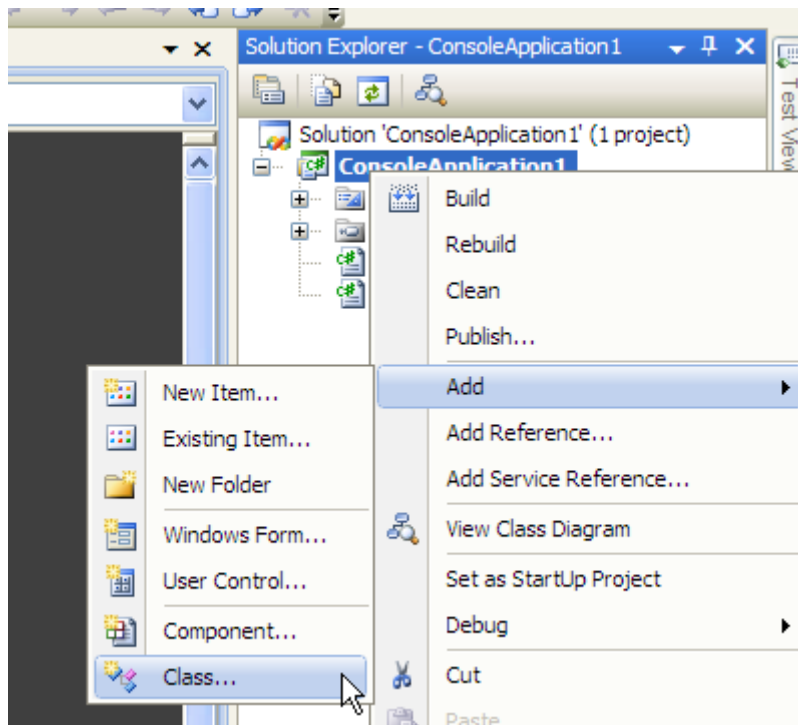 Solution Explorer - ConsoleApplication1
Test View
Solution 'ConsoleApplication1' (1 project)
C# ConsoleApplication1
C#
C#
Build
Rebuild
Clean
Publish...
Add
Add Reference...
Add Service Reference...
View Class Diagram
Set as StartUp Project
Debug
Cut
Paste
New Item...
Existing Item...
New Folder
Windows Form...
User Control...
Component...
Class...